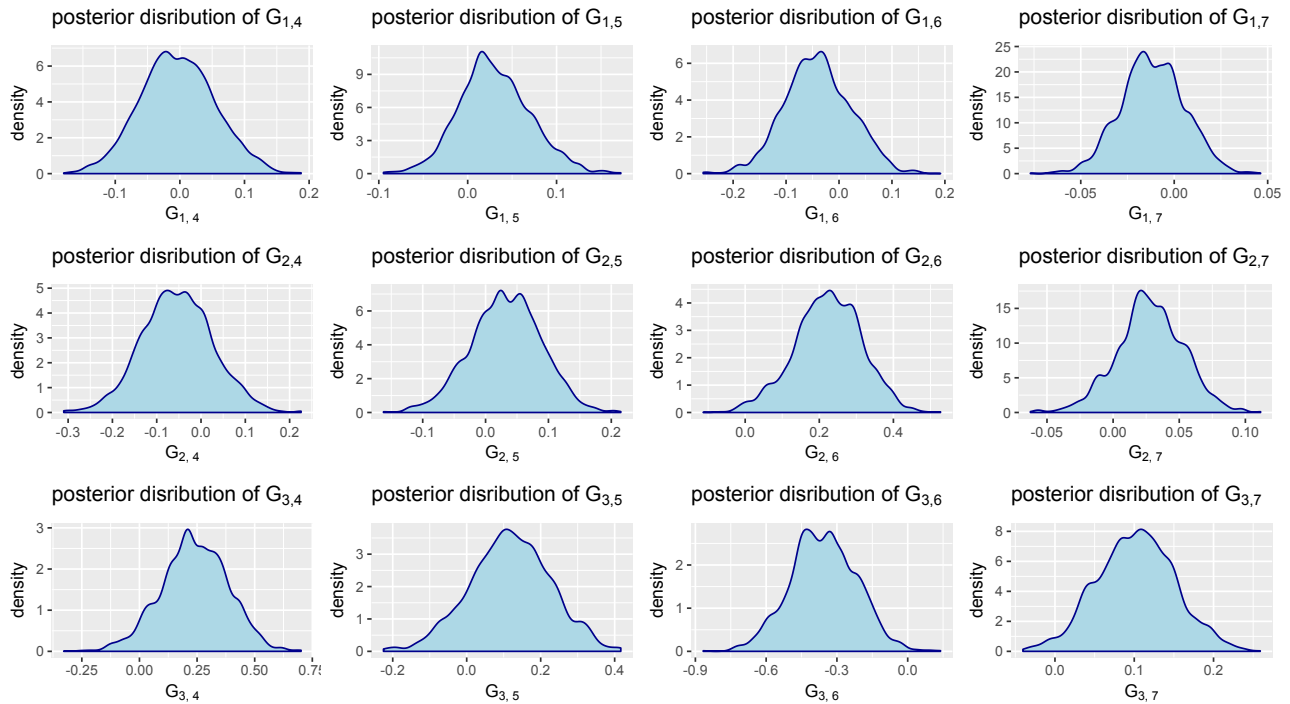 posterior disribution of G1,4
posterior disribution of G1,5
posterior disribution of G1,6
posterior disribution of G1,7
density
0
2
4
6
-0.1
0.0
0.1
0.2
G1, 4
density
0
3
6
9
-0.1
0.0
0.1
G1, 5
density
0
2
4
6
-0.2
-0.1
0.0
0.1
0.2
G1, 6
density
0
5
10
15
20
25
-0.05
0.00
0.05
G1, 7
posterior disribution of G2,4
posterior disribution of G2,5
posterior disribution of G2,6
posterior disribution of G2,7
density
0
1
2
3
4
5
-0.3
-0.2
-0.1
0.0
0.1
0.2
G2, 4
density
0
2
4
6
-0.1
0.0
0.1
0.2
G2, 5
density
0
1
2
3
4
0.0
0.2
0.4
G2, 6
density
0
5
10
15
-0.05
0.00
0.05
0.10
G2, 7
posterior disribution of G3,4
posterior disribution of G3,5
posterior disribution of G3,6
posterior disribution of G3,7
density
0
1
2
3
-0.25
0.00
0.25
0.50
G3, 4
density
0
1
2
3
-0.2
0.0
0.2
0.4
G3, 5
density
0
1
2
-0.9
-0.6
-0.3
0.0
G3, 6
density
0
2
4
6
8
0.0
0.1
0.2
G3, 7